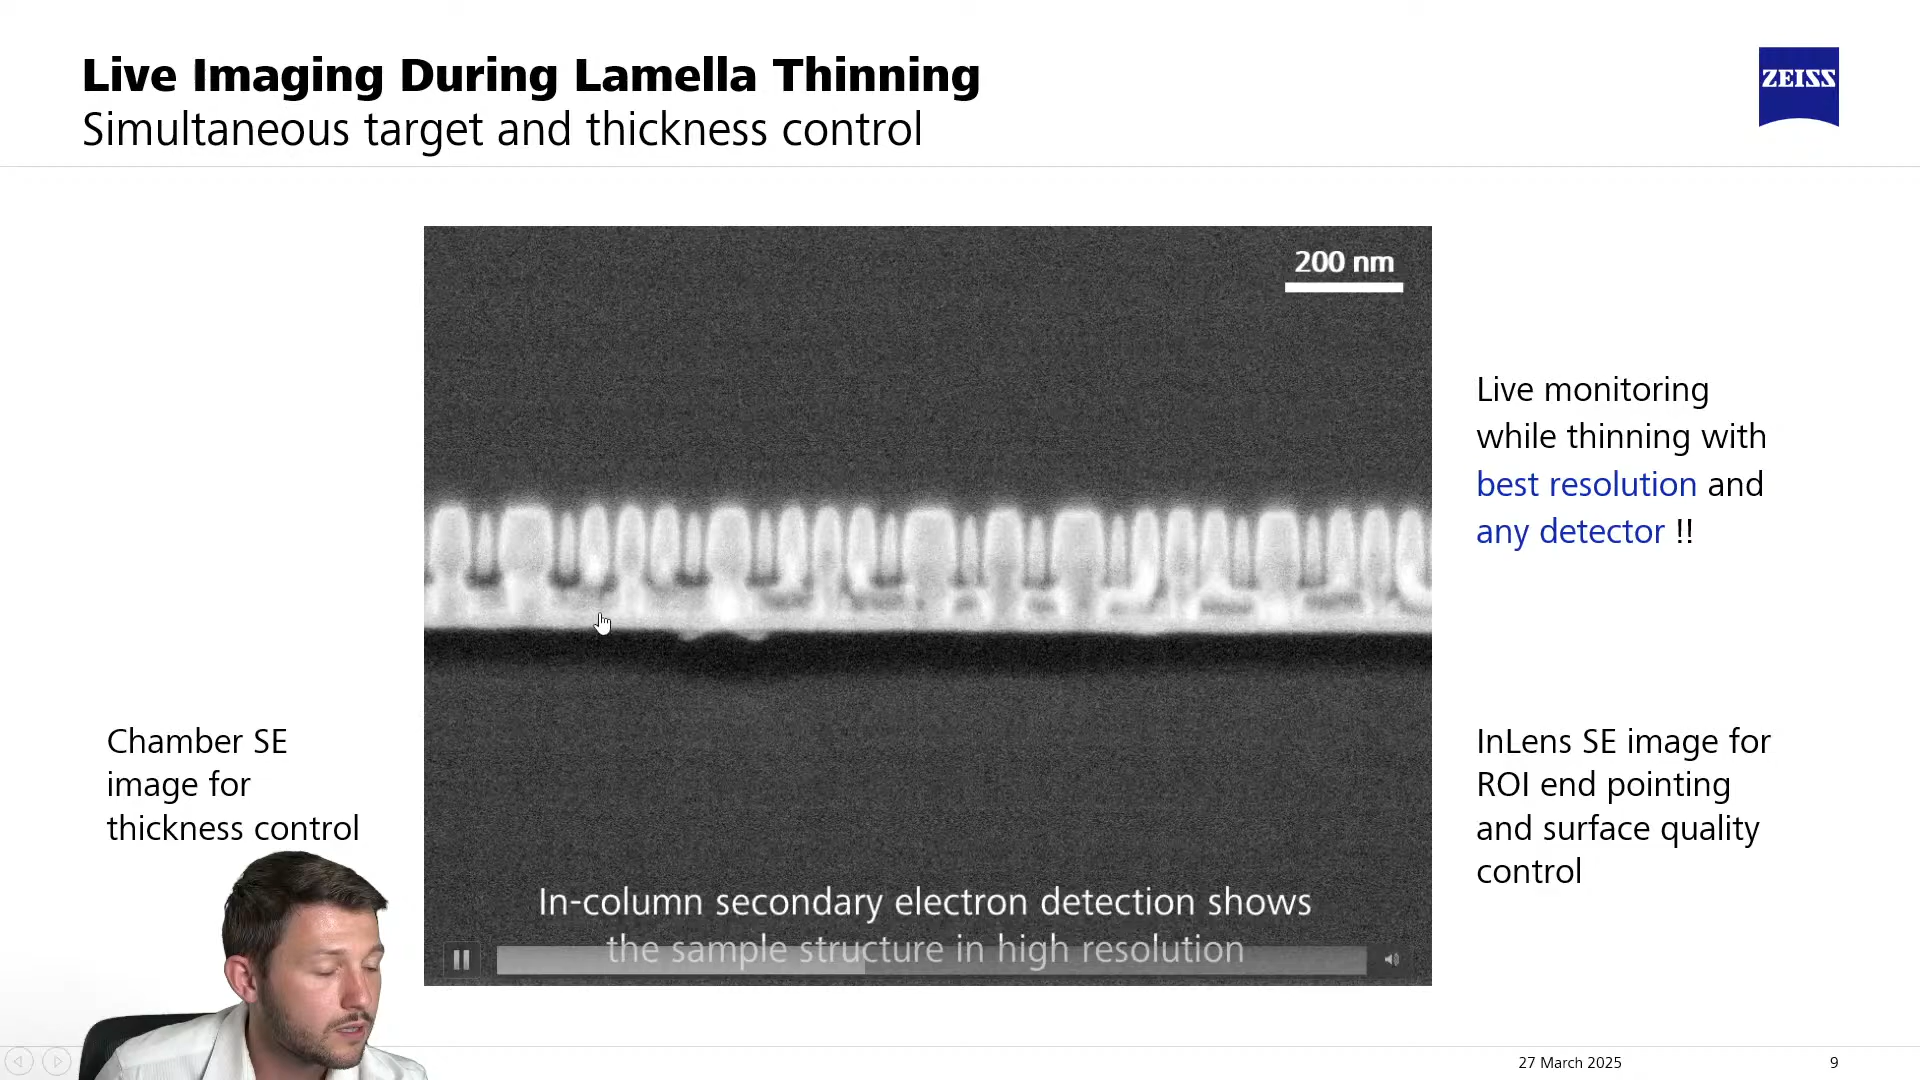 Live Imaging During Lamella Thinning
Simultaneous target and thickness control
ZEISS
200 nm
Live monitoring
while thinning with
best resolution and
any detector !!
Chamber SE
image for
thickness control
InLens SE image for
ROI end pointing
and surface quality
control
In-column secondary electron detection shows
the sample structure in high resolution
27 March 2025
9